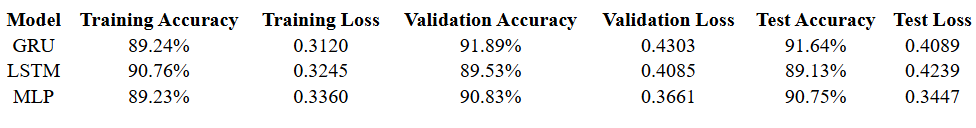 Model Training Accuracy Training Loss Validation Accuracy Validation Loss Test Accuracy Test Loss
GRU 89.24% 0.3120 91.89% 0.4303 91.64% 0.4089
LSTM 90.76% 0.3245 89.53% 0.4085 89.13% 0.4239
MLP 89.23% 0.3360 90.83% 0.3661 90.75% 0.3447